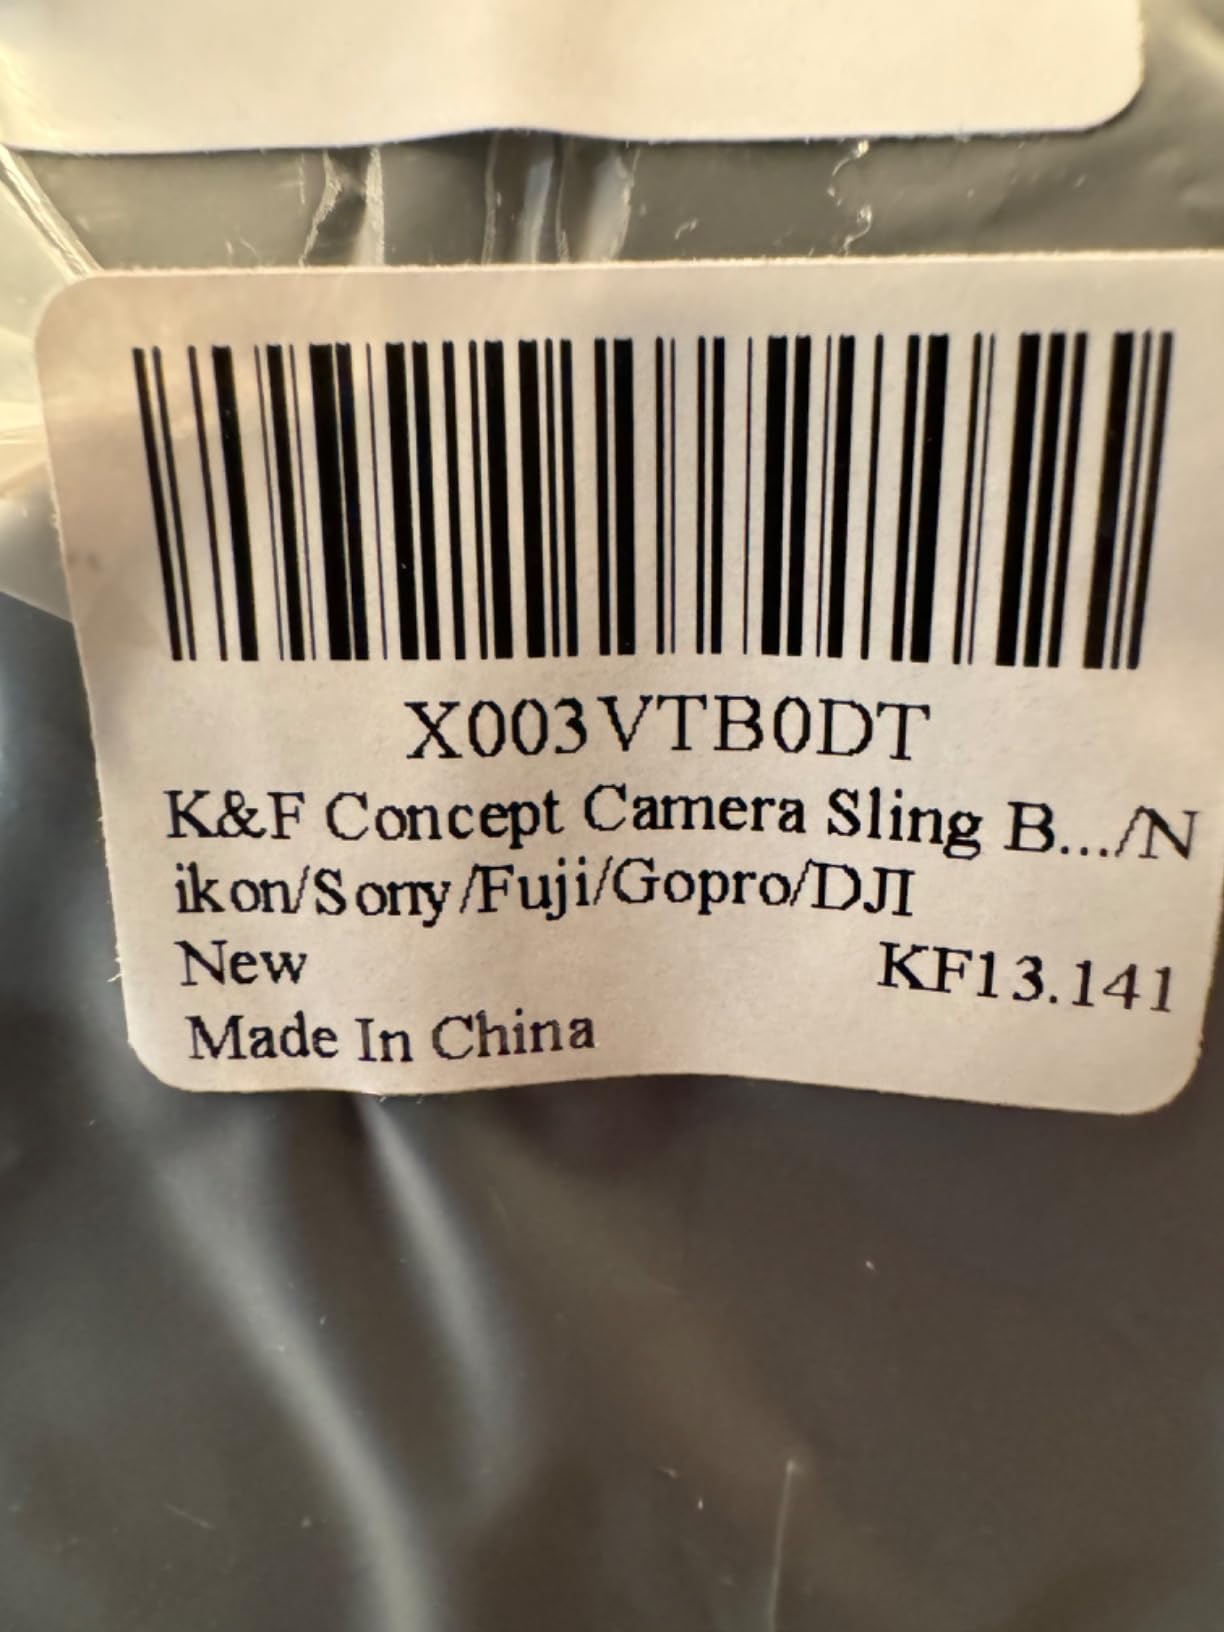 X003VTB0DT
K&F Concept Camera Sling B.../N
ikon/Sony/Fuji/Gopro/DJI
New KF13.141
Made In China